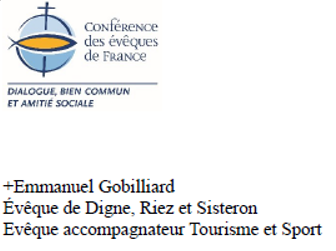 Conférence
des évêques
de France
DIALOGUE, BIEN COMMUN
ET AMITIÉ SOCIALE
+Emmanuel Gobilliard
Évêque de Digne, Riez et Sisteron
Evêque accompagnateur Tourisme et Sport